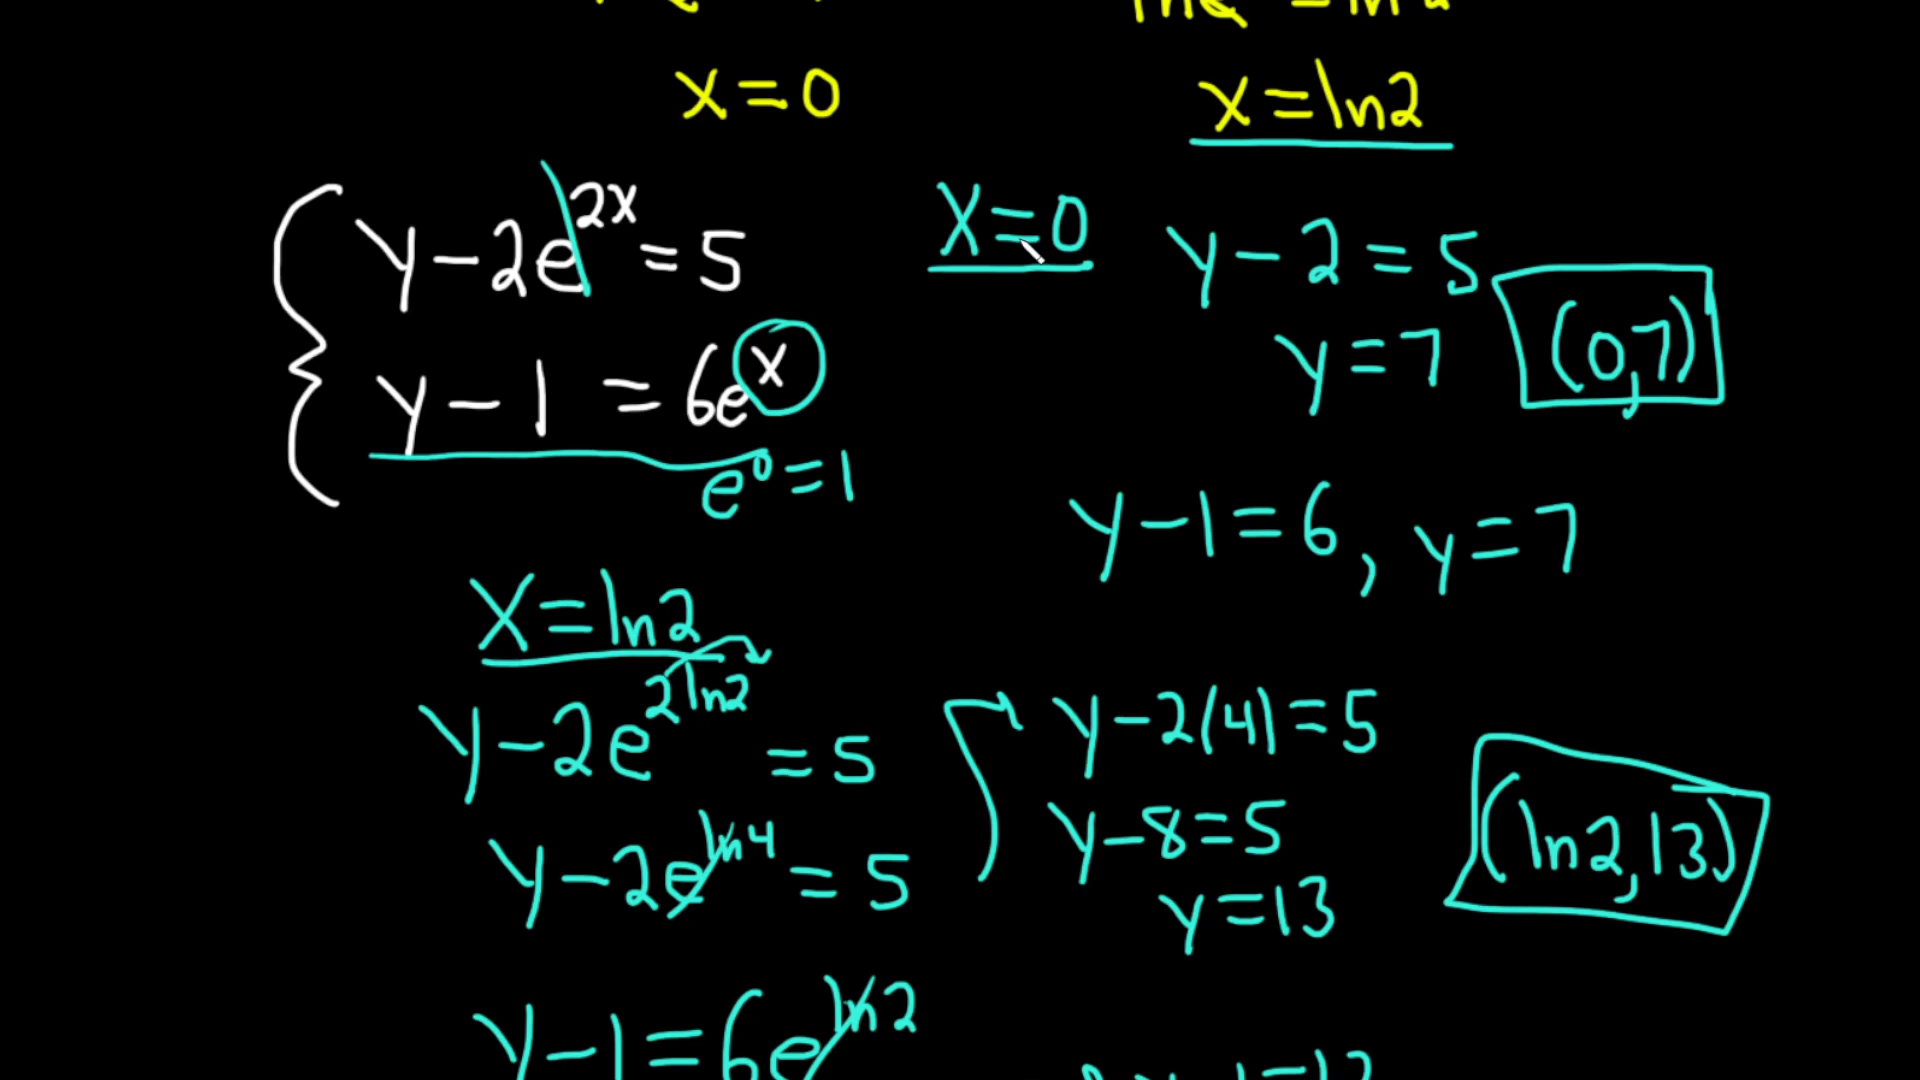 x=0
x=ln2
y-2e^2x=5
y-1=6e^x
e^0=1
x=0
y-2=5
y=7
(0,7)
y-1=6, y=7
x=ln2
y-2e^2ln2=5
y-2e^ln4=5
y-1=6e^ln2
y-2(4)=5
y-8=5
y=13
(ln2,13)